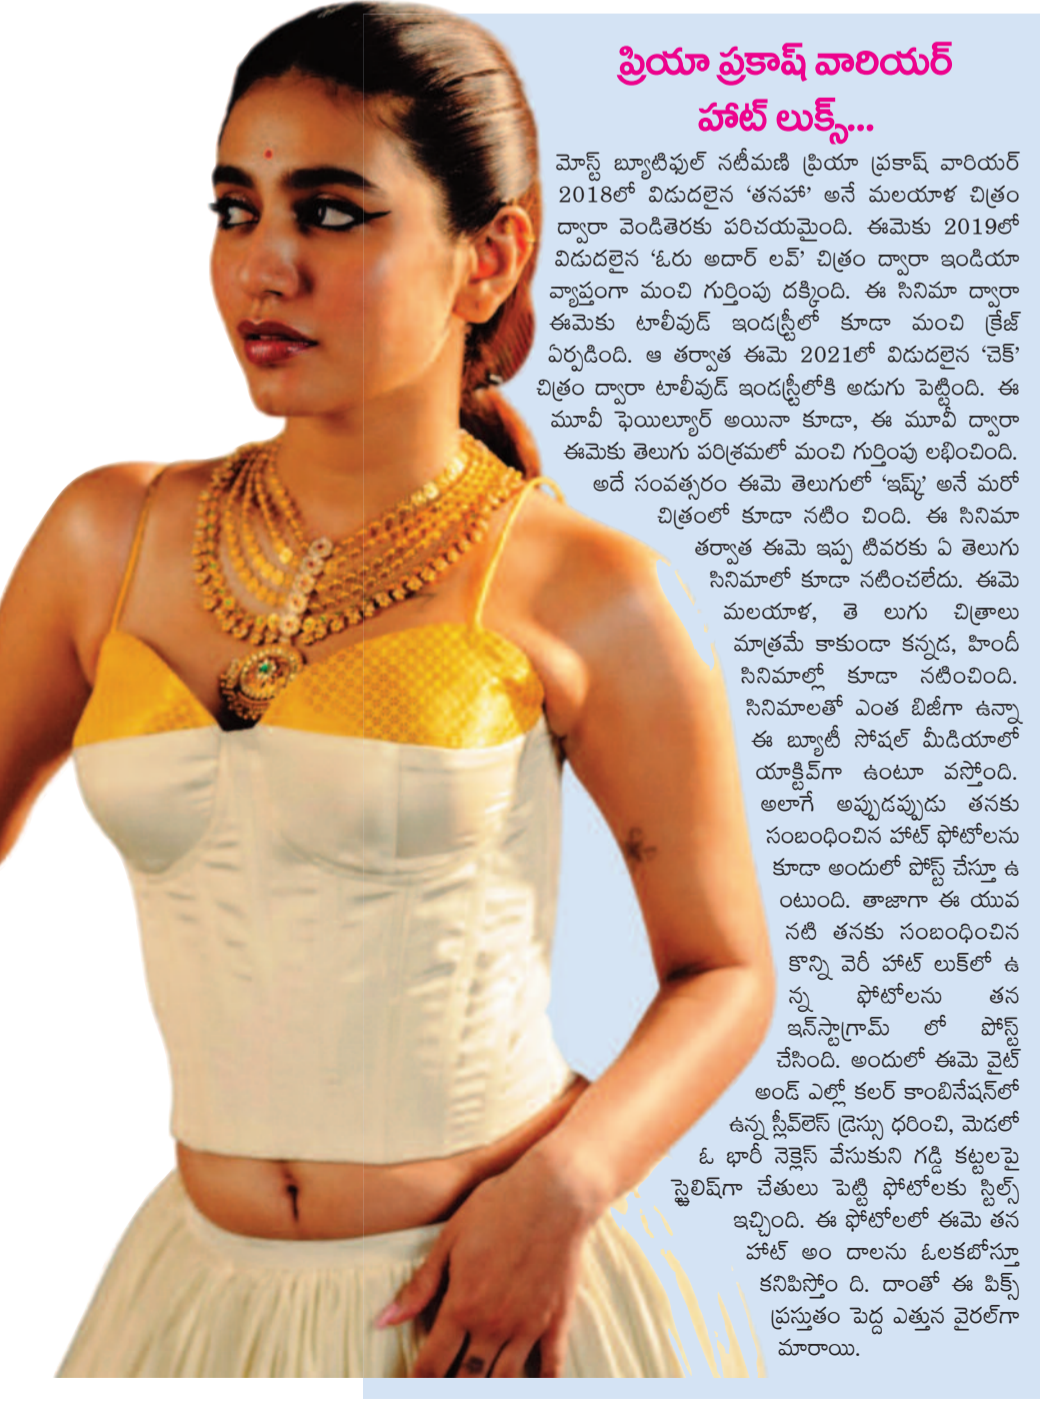 ప్రియా ప్రకాష్ వారియర్
హాట్ లుక్స్...
మోస్ట్ బ్యూటిఫుల్ నటీమణి ప్రియా ప్రకాష్ వారియర్
2018లో విడుదలైన ‘తనహా’ అనే మలయాళ చిత్రం
ద్వారా వెండితెరకు పరిచయమైంది. ఈమెకు 2019లో
విడుదలైన ‘ఓరు అదార్ లవ్’ చిత్రం ద్వారా ఇండియా
వ్యాప్తంగా మంచి గుర్తింపు దక్కింది. ఈ సినిమా ద్వారా
ఈమెకు టాలీవుడ్ ఇండస్ట్రీలో కూడా మంచి క్రేజ్
ఏర్పడింది. ఆ తర్వాత ఈమె 2021లో విడుదలైన ‘చెక్’
చిత్రం ద్వారా టాలీవుడ్ ఇండస్ట్రీలోకి అడుగు పెట్టింది. ఈ
మూవీ ఫెయిల్యూర్ అయినా కూడా, ఈ మూవీ ద్వారా
ఈమెకు తెలుగు పరిశ్రమలో మంచి గుర్తింపు లభించింది.
అదే సంవత్సరం ఈమె తెలుగులో ‘ఇష్క్’ అనే మరో
చిత్రంలో కూడా నటిం చింది. ఈ సినిమా
తర్వాత ఈమె ఇప్ప టివరకు ఏ తెలుగు
సినిమాలో కూడా నటించలేదు. ఈమె
మలయాళ, తె లుగు చిత్రాలు
మాత్రమే కాకుండా కన్నడ, హిందీ
సినిమాల్లో కూడా నటించింది.
సినిమాలతో ఎంత బిజీగా ఉన్నా
ఈ బ్యూటీ సోషల్ మీడియాలో
యాక్టివ్‌గా ఉంటూ వస్తోంది.
అలాగే అప్పుడప్పుడు తనకు
సంబంధించిన హాట్ ఫోటోలను
కూడా అందులో పోస్ట్ చేస్తూ ఉ
ంటుంది. తాజాగా ఈ యువ
నటి తనకు సంబంధించిన
కొన్ని వెరీ హాట్ లుక్‌లో ఉ
న్న ఫోటోలను తన
ఇన్‌స్టాగ్రామ్ లో పోస్ట్
చేసింది. అందులో ఈమె వైట్
అండ్ ఎల్లో కలర్ కాంబినేషన్‌లో
ఉన్న స్లీవ్‌లెస్ డ్రెస్సు ధరించి, మెడలో
ఓ భారీ నెక్లెస్ వేసుకుని గడ్డి కట్టలపై
స్టైలిష్‌గా చేతులు పెట్టి ఫోటోలకు స్టిల్స్
ఇచ్చింది. ఈ ఫోటోలలో ఈమె తన
హాట్ అం దాలను ఓలకబోస్తూ
కనిపిస్తోం ది. దాంతో ఈ పిక్స్
ప్రస్తుతం పెద్ద ఎత్తున వైరల్‌గా
మారాయి.